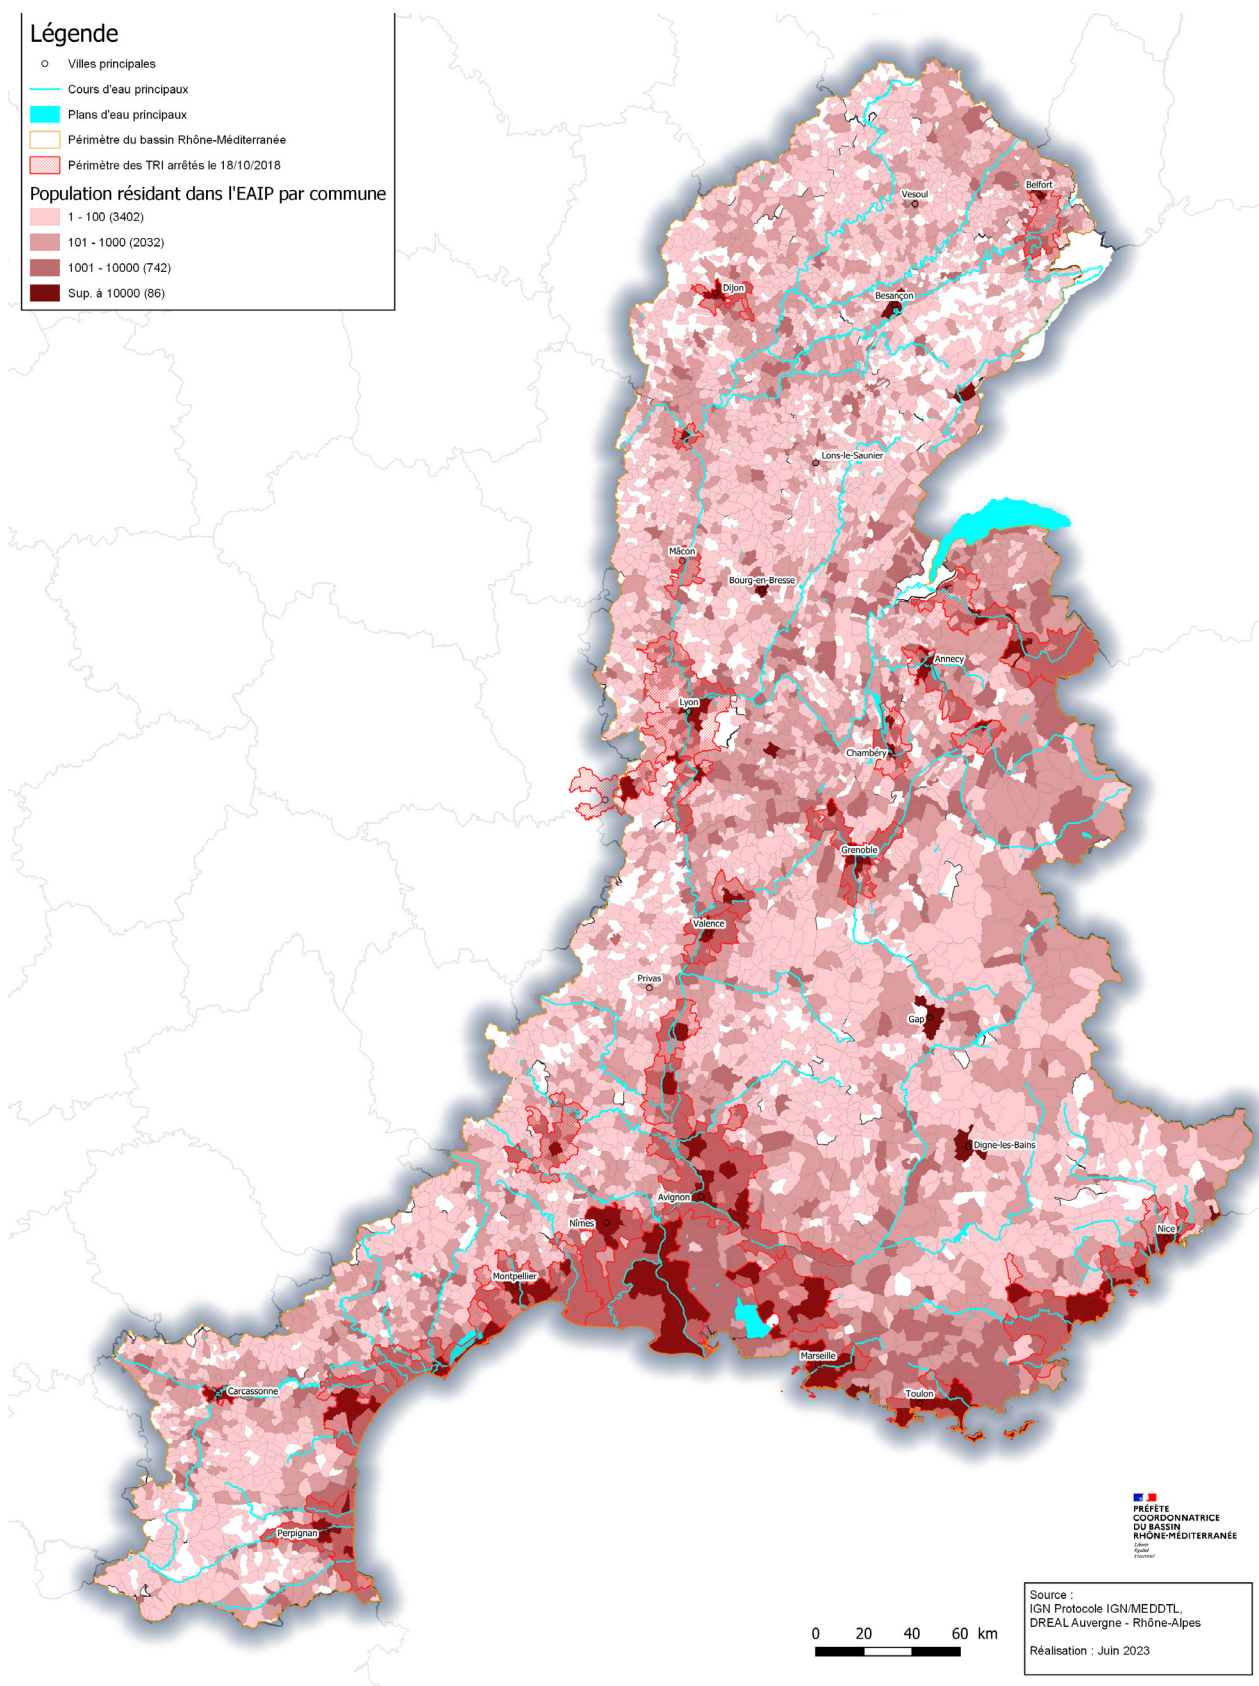 Légende
Villes principales
Cours d'eau principaux
Plans d'eau principaux
Périmètre du bassin Rhône-Méditerranée
Périmètre des TRI arrêtés le 18/10/2018
Population résidant dans l'EAIP par commune
1 - 100 (3402)
101 - 1000 (2032)
1001 - 10000 (742)
Sup. à 10000 (86)
Belfort
Vesoul
Dijon
Besançon
Lons-le-Saunier
Mâcon
Bourg-en-Bresse
Annecy
Lyon
Chambéry
Grenoble
Valence
Privas
Gap
Digne-les-Bains
Avignon
Nîmes
Nice
Montpellier
Marseille
Carcassonne
Toulon
Perpignan
PRÉFÈTE
COORDONNATRICE
DU BASSIN
RHÔNE-MÉDITERRANÉE
Liberté
Égalité
Fraternité
0 20 40 60 km
Source :
IGN Protocole IGN/MEDDTL,
DREAL Auvergne - Rhône-Alpes
Réalisation : Juin 2023